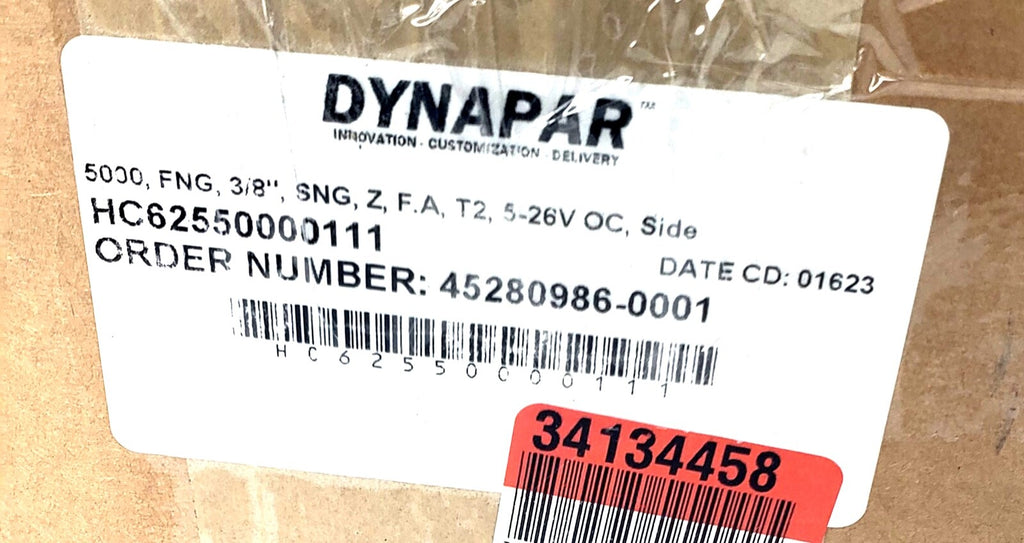 DYNAPAR™
INNOVATION · CUSTOMIZATION · DELIVERY
5000, FNG, 3/8", SNG, Z, F.A, T2, 5-26V OC, Side
HC62550000111
DATE CD: 01623
ORDER NUMBER: 45280986-0001
HC62550000111
34134458